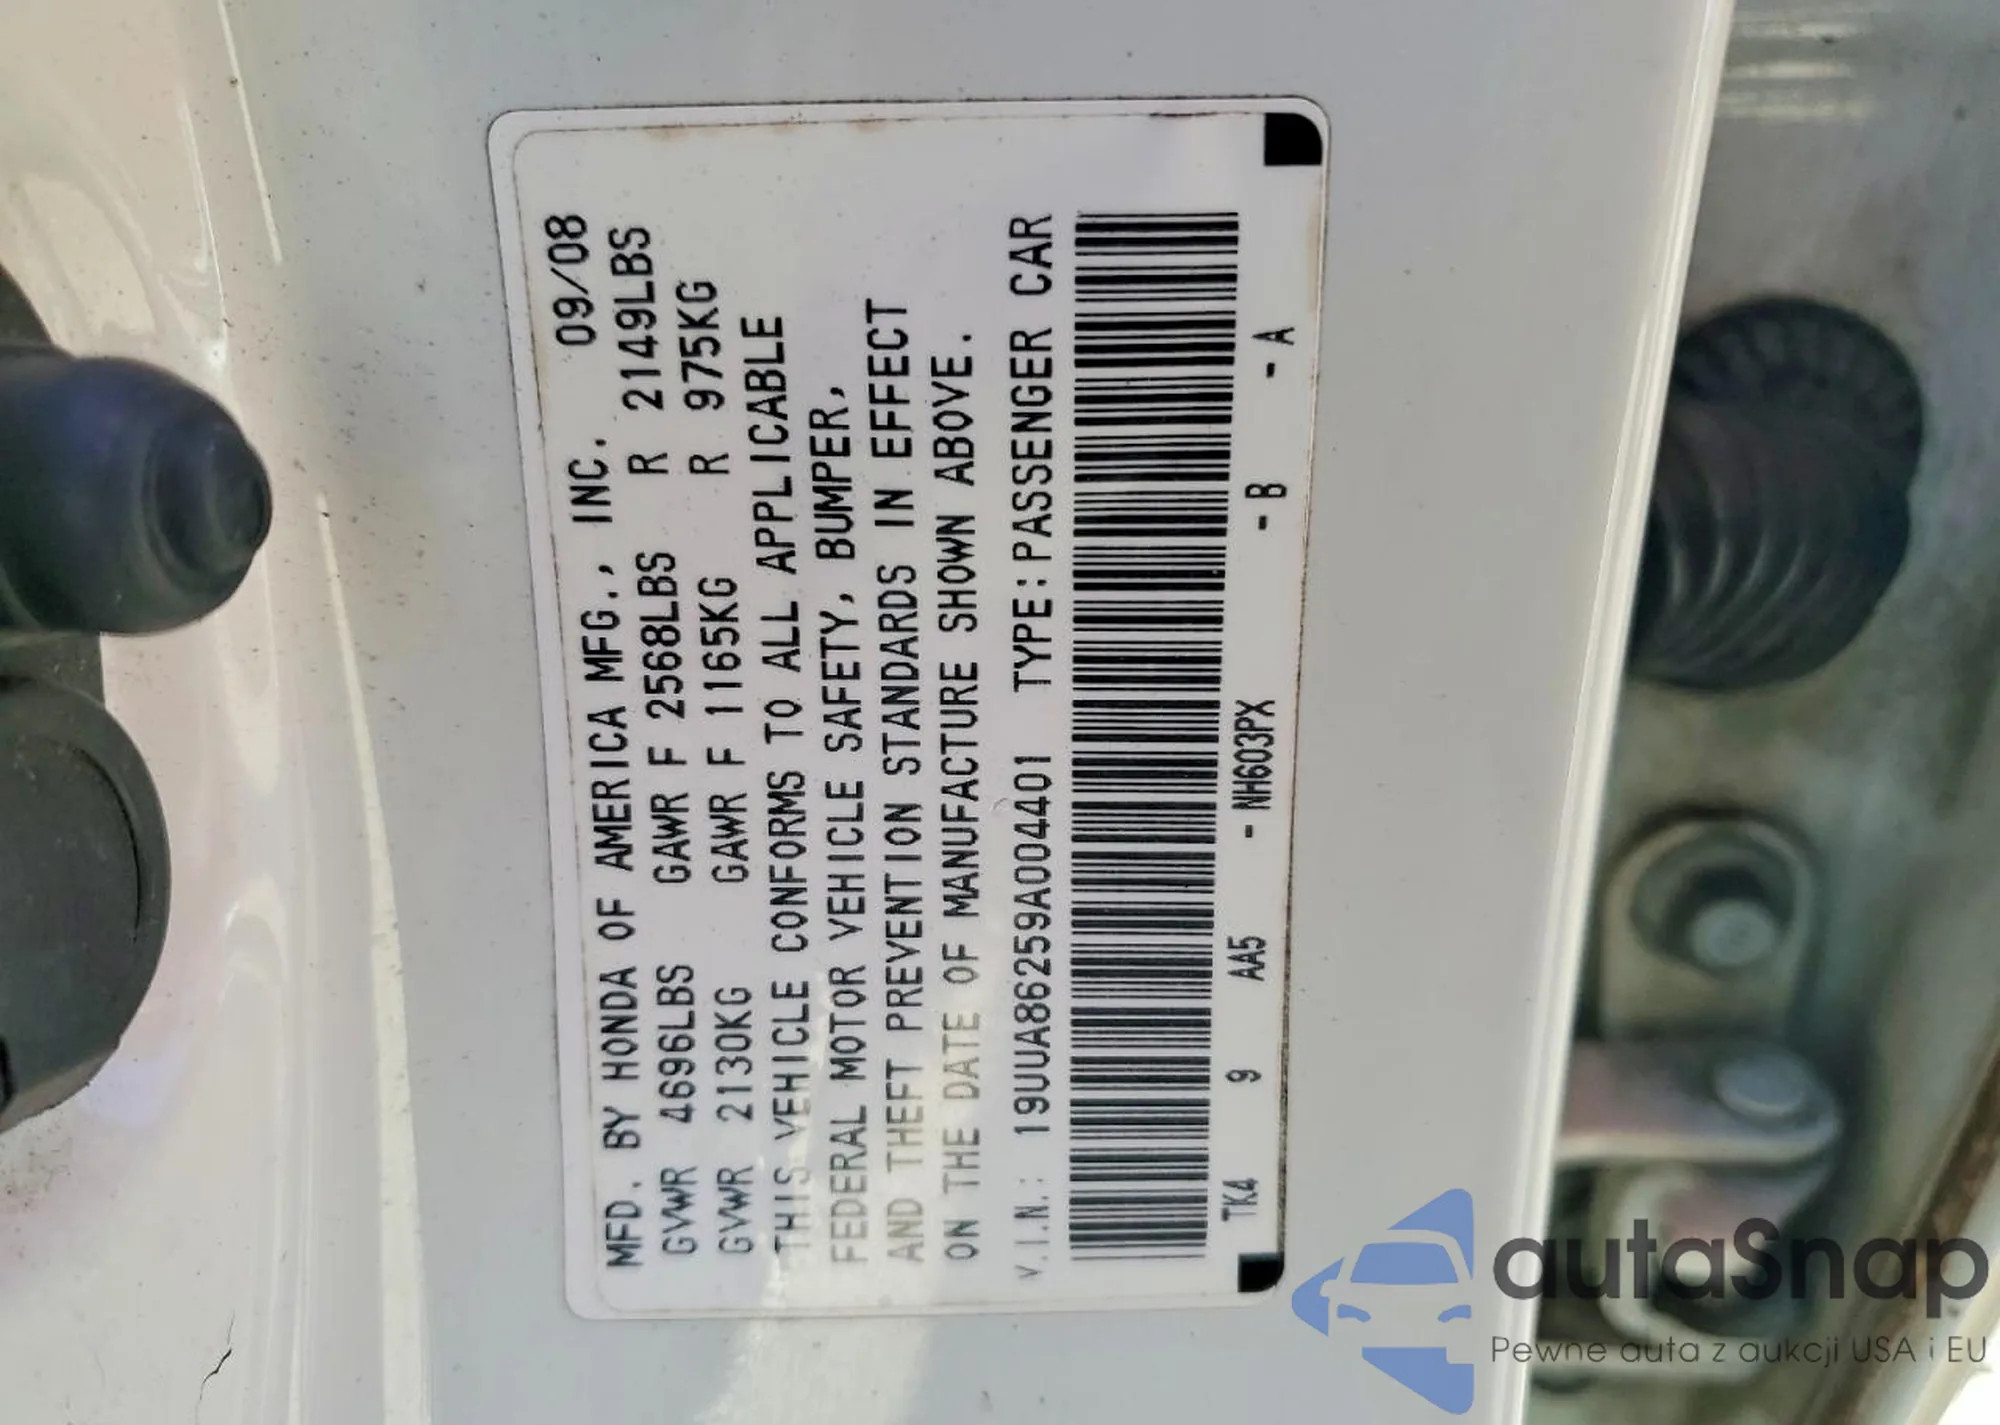 MFD. BY HONDA OF AMERICA MFG., INC. 09/08
GVWR 4696LBS GAWR F 2568LBS R 2149LBS
GVWR 2130KG GAWR F 1165KG R 975KG
THIS VEHICLE CONFORMS TO ALL APPLICABLE
FEDERAL MOTOR VEHICLE SAFETY, BUMPER,
AND THEFT PREVENTION STANDARDS IN EFFECT
ON THE DATE OF MANUFACTURE SHOWN ABOVE.
V.I.N.: 19UUA86259A004401 TYPE:PASSENGER CAR
TK4 9 AA5 - NH603PX - B - A
autaSnap
Pewne auta z aukcji USA i EU